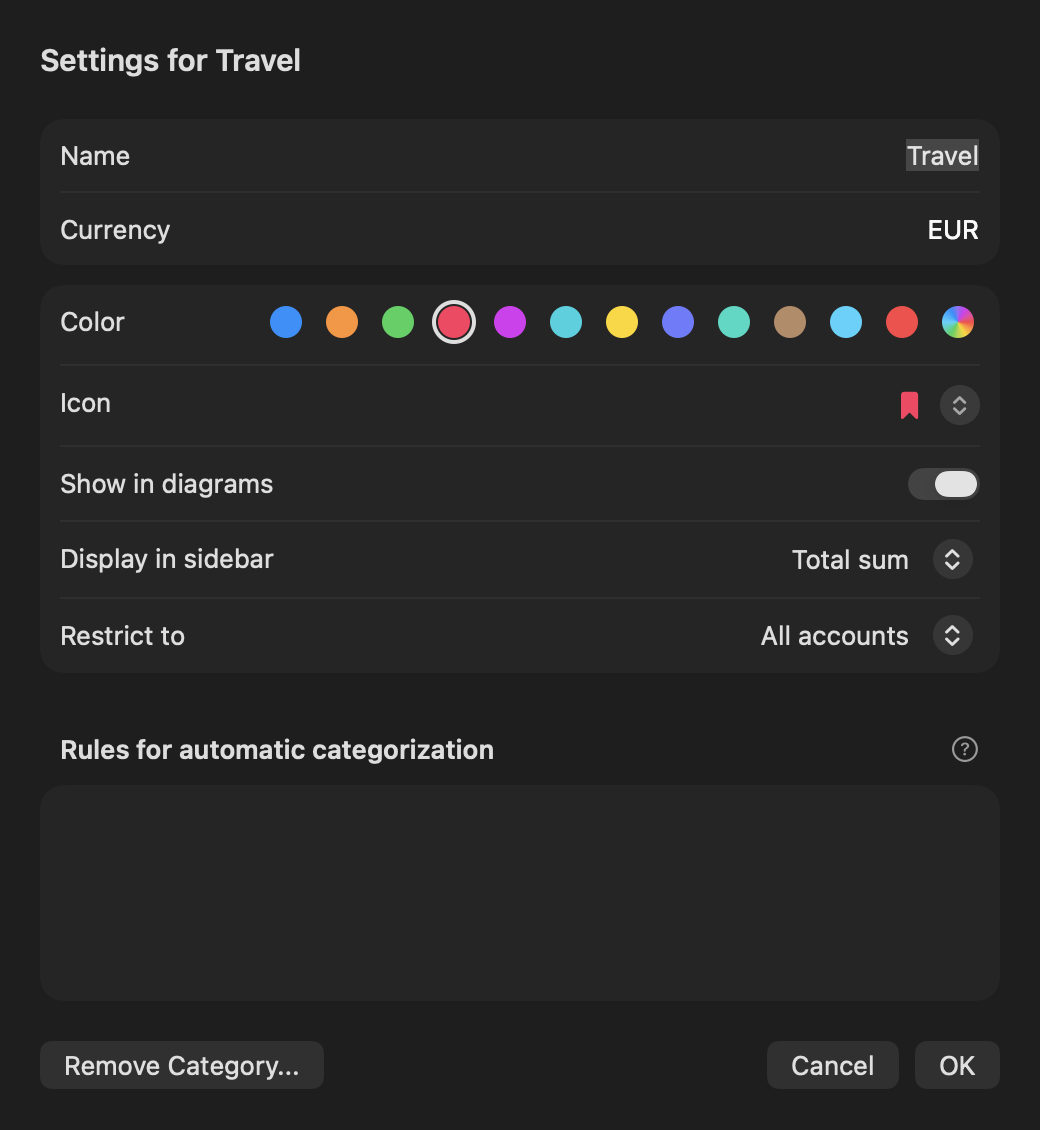 Settings for Travel
Name Travel
Currency EUR
Color
Icon
Show in diagrams
Display in sidebar Total sum
Restrict to All accounts
Rules for automatic categorization ?
Remove Category... Cancel OK